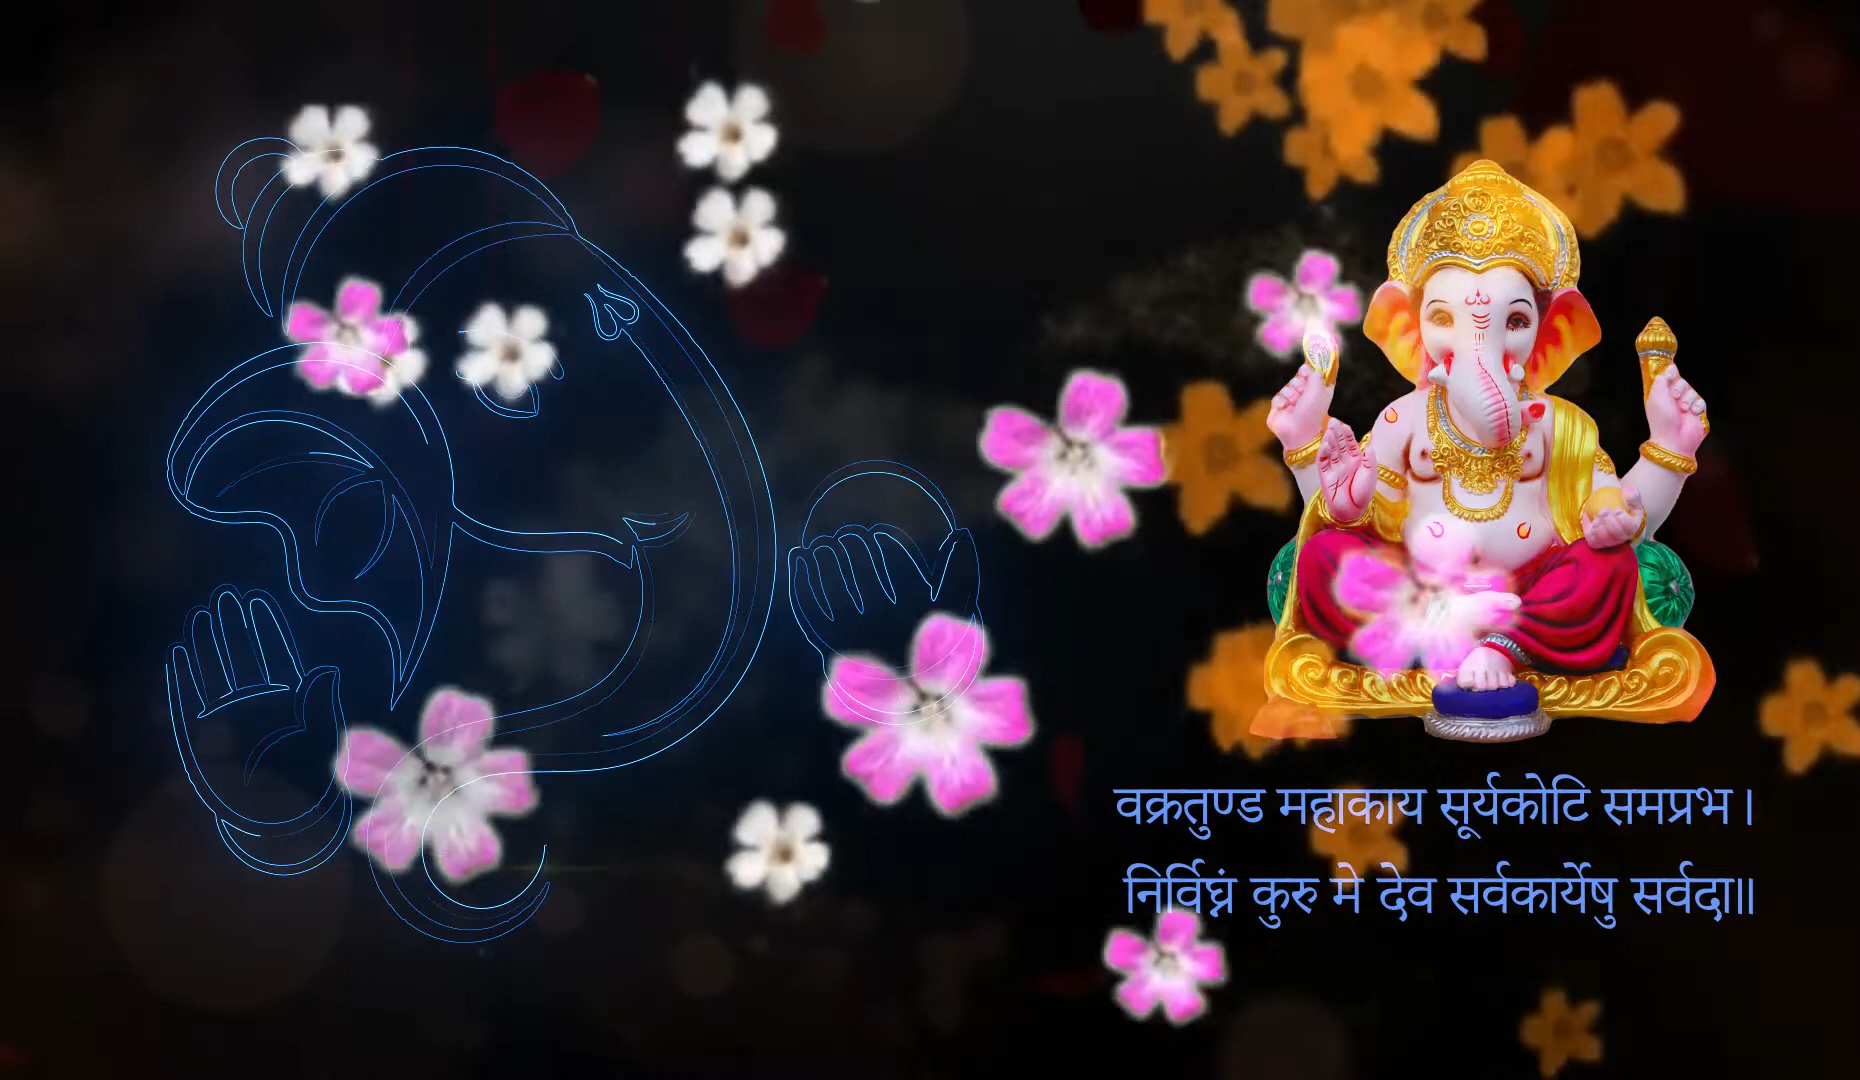 वक्रतुण्ड महाकाय सूर्यकोटि समप्रभ।
निर्विघ्नं कुरु मे देव सर्वकार्येषु सर्वदा॥